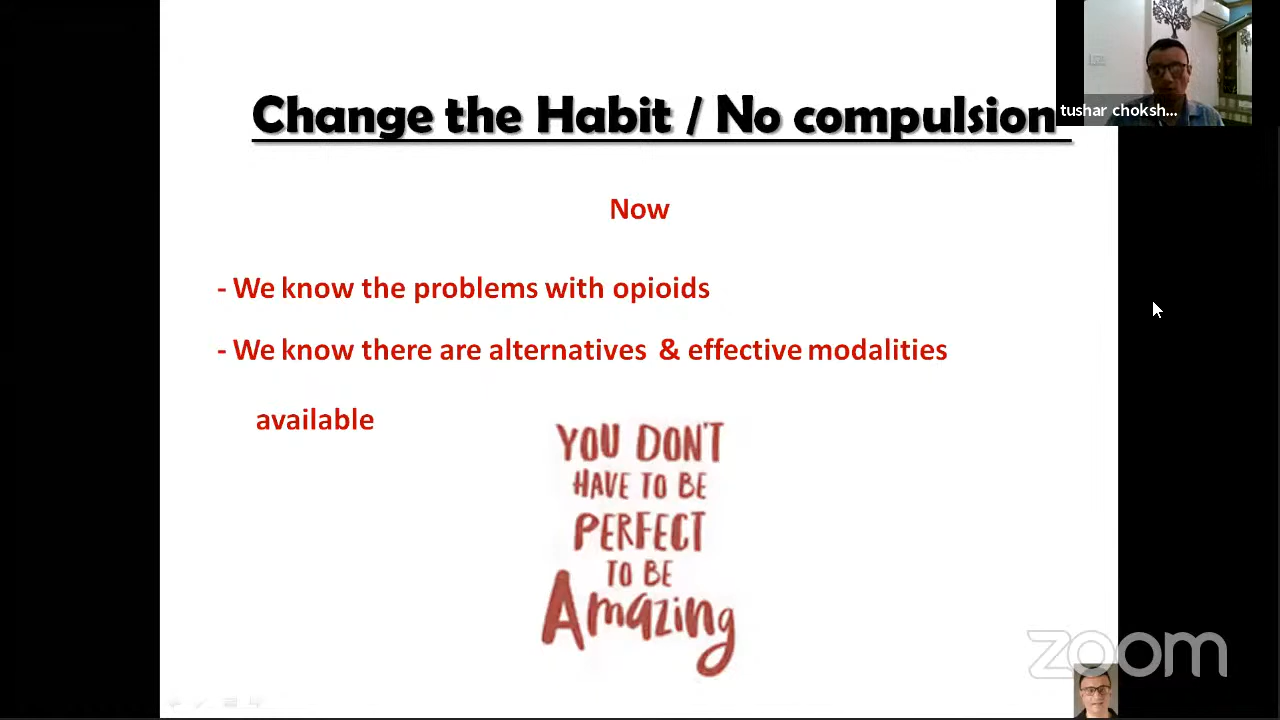 Change the Habit / No compulsion
tushar choksh...
Now
- We know the problems with opioids
- We know there are alternatives & effective modalities
available
YOU DON'T
HAVE TO BE
PERFECT
TO BE
Amazing
zoom